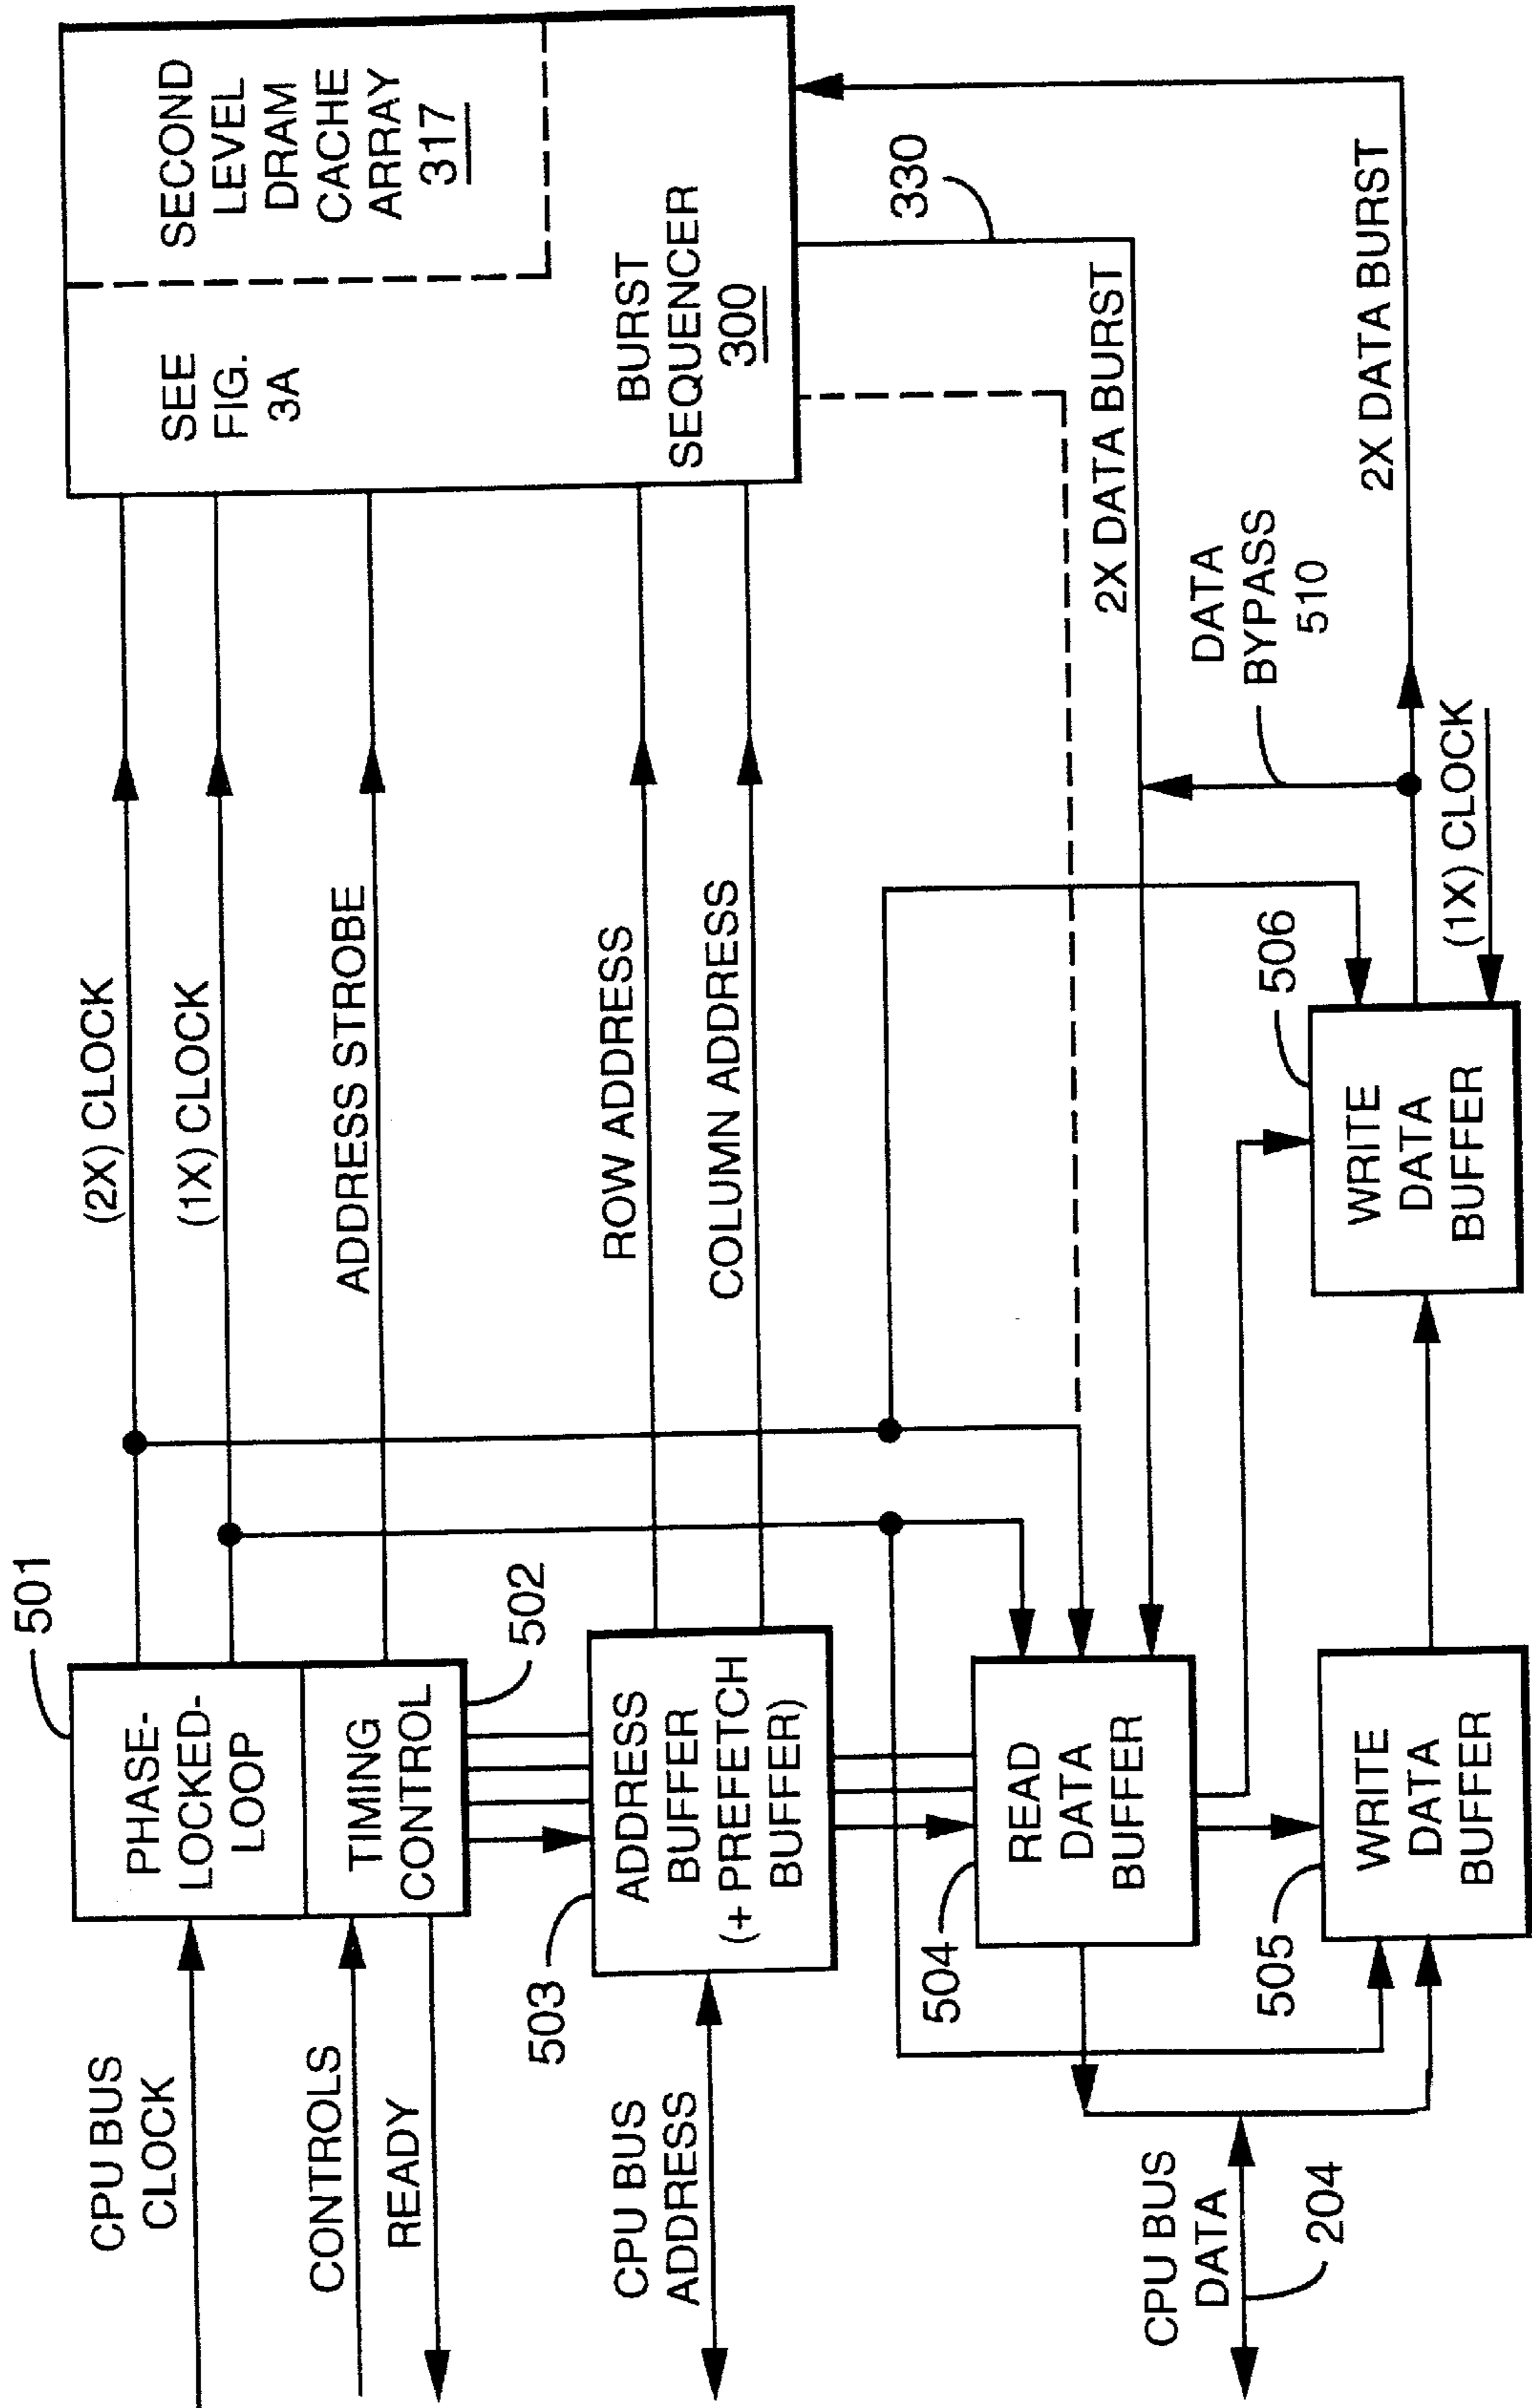 501
PHASE-
LOCKED-
LOOP
TIMING
CONTROL
502
CPU BUS
CLOCK
CONTROLS
READY
(2X) CLOCK
(1X) CLOCK
ADDRESS STROBE
SEE
FIG.
3A
SECOND
LEVEL
DRAM
CACHE
ARRAY
317
BURST
SEQUENCER
300
503
ADDRESS
BUFFER
(+ PREFETCH
BUFFER)
CPU BUS
ADDRESS
ROW ADDRESS
COLUMN ADDRESS
330
504
READ
DATA
BUFFER
2X DATA BURST
DATA
BYPASS
510
2X DATA BURST
CPU BUS
DATA
204
505
WRITE
DATA
BUFFER
506
WRITE
DATA
BUFFER
(1X) CLOCK